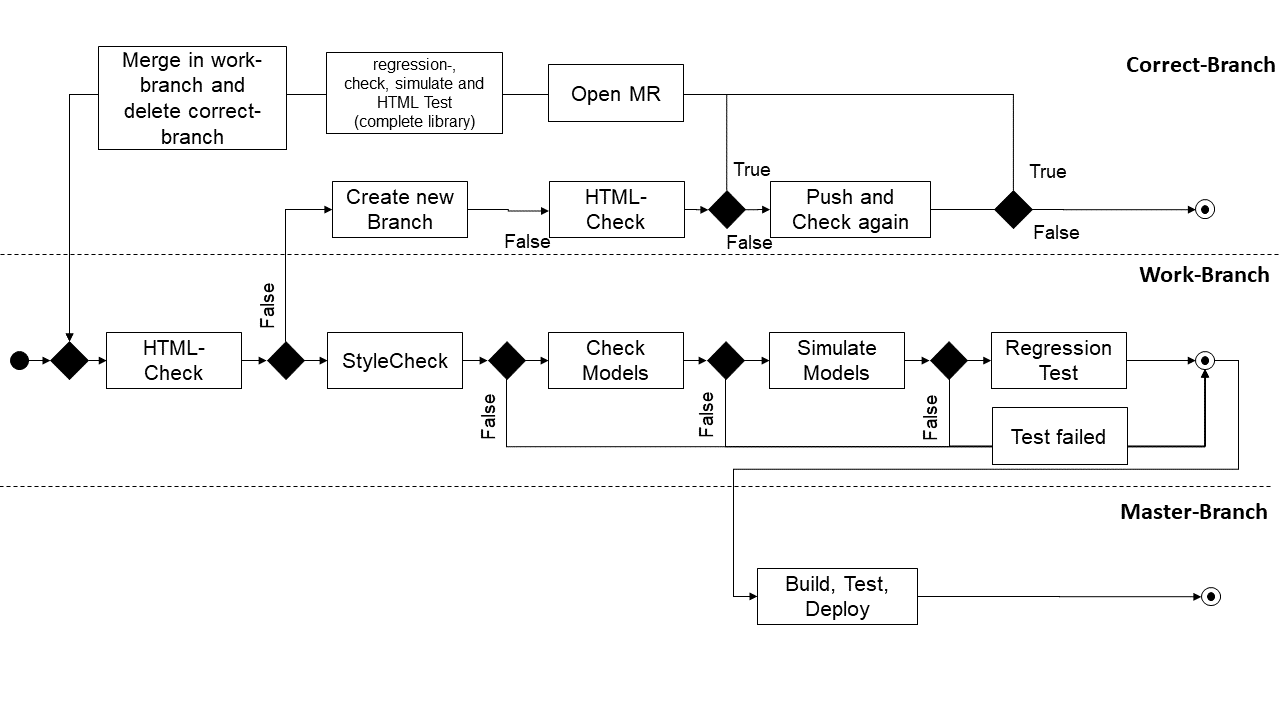 Correct-Branch
Merge in work-
branch and
delete correct-
branch
regression-,
check, simulate and
HTML Test
(complete library)
Open MR
True
True
Create new
Branch
False
HTML-
Check
False
Push and
Check again
False
Work-Branch
False
HTML-
Check
StyleCheck
False
Check
Models
False
Simulate
Models
False
Regression
Test
Test failed
Master-Branch
Build, Test,
Deploy